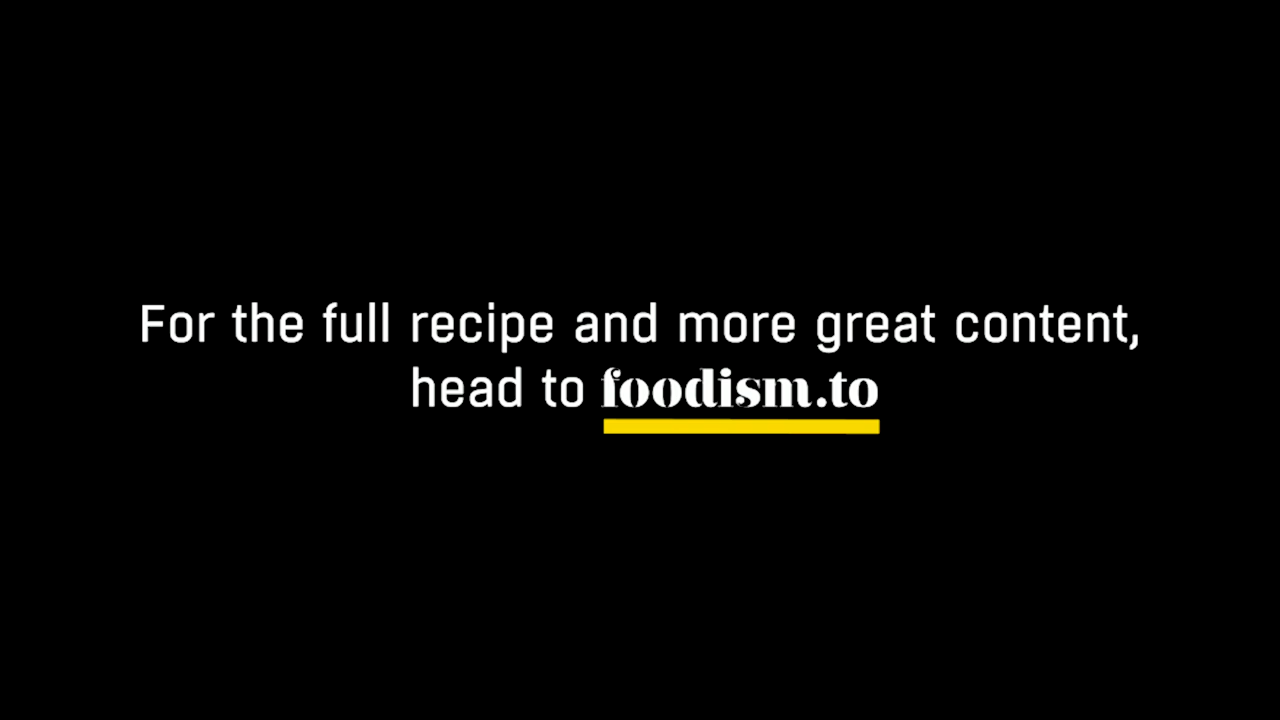 For the full recipe and more great content,
head to foodism.to